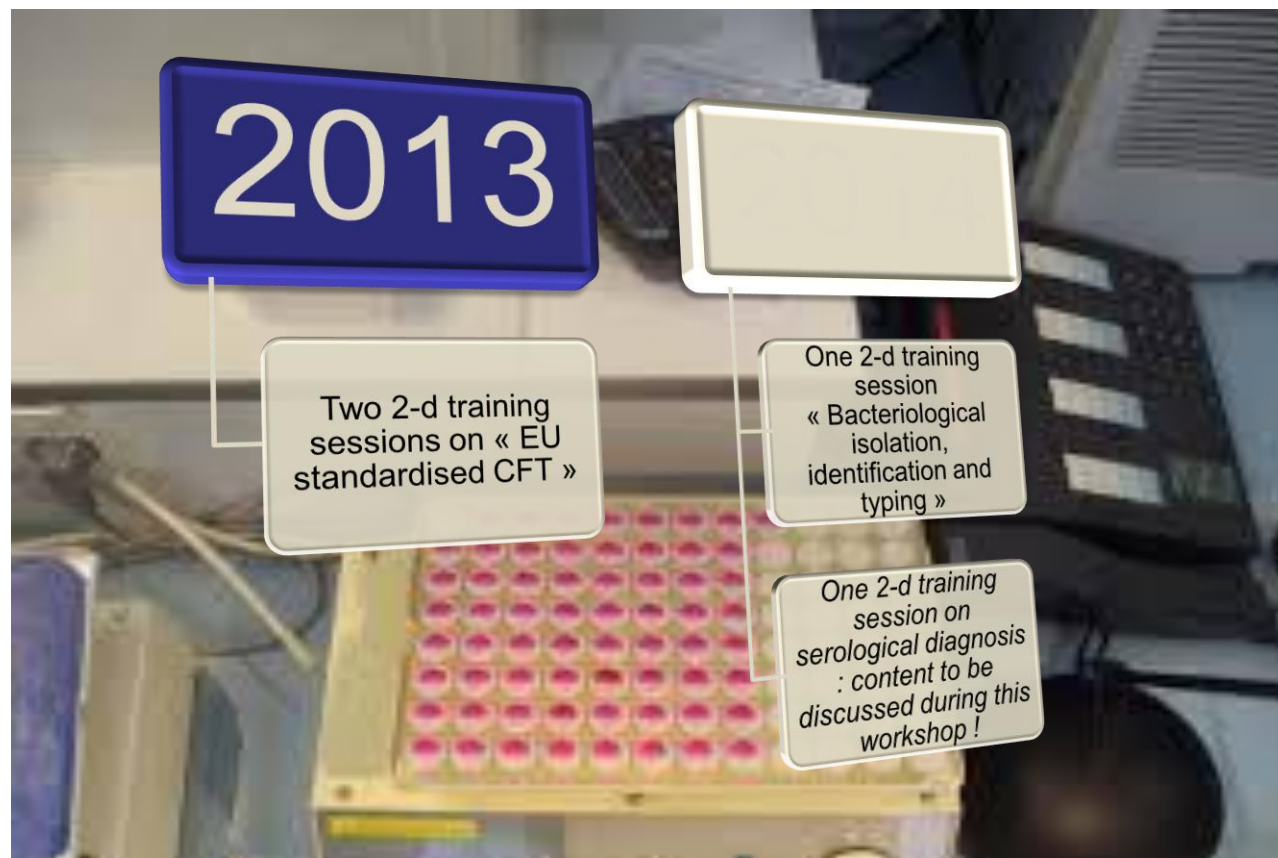 2013
Two 2-d training
sessions on « EU
standardised CFT »
2014
One 2-d training
session
« Bacteriological
isolation,
identification and
typing »
One 2-d training
session on
serological diagnosis
: content to be
discussed during this
workshop !